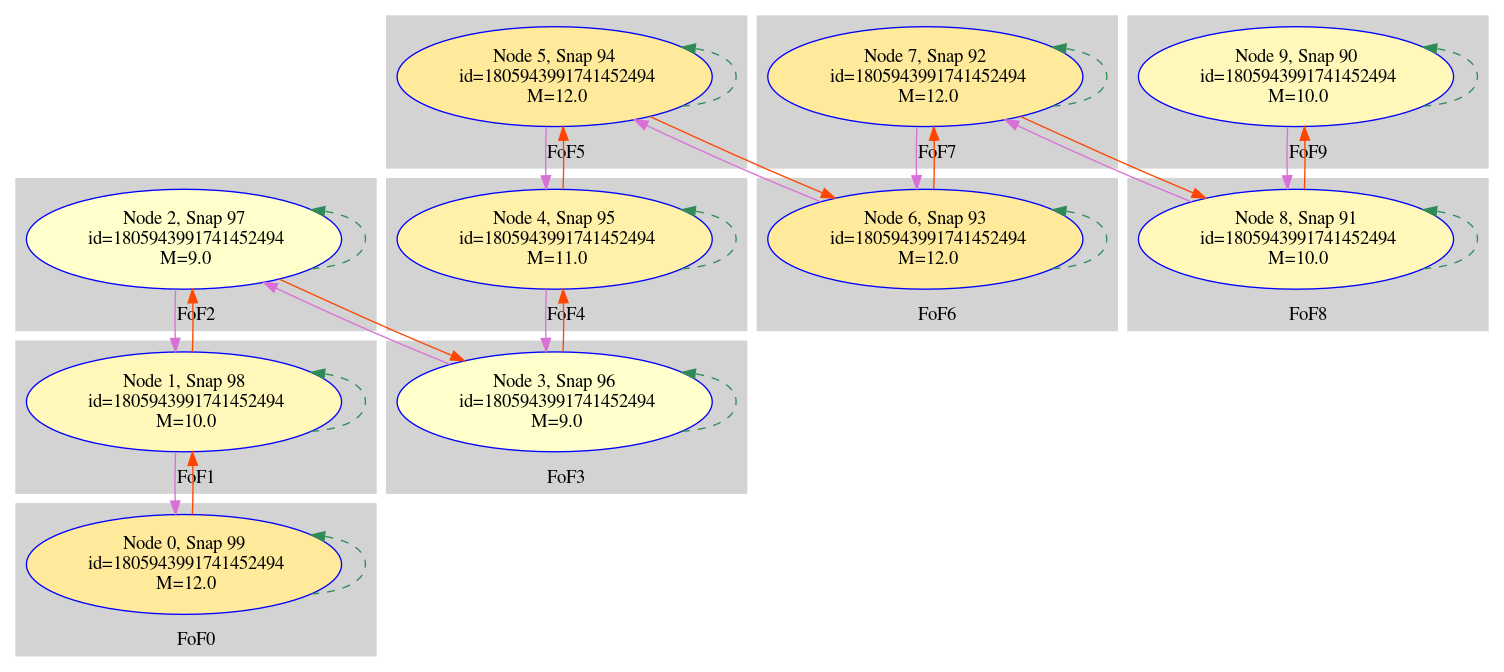 Node 5, Snap 94
id=1805943991741452494
M=12.0
FoF5
Node 7, Snap 92
id=1805943991741452494
M=12.0
FoF7
Node 9, Snap 90
id=1805943991741452494
M=10.0
FoF9
Node 2, Snap 97
id=1805943991741452494
M=9.0
FoF2
Node 4, Snap 95
id=1805943991741452494
M=11.0
FoF4
Node 6, Snap 93
id=1805943991741452494
M=12.0
FoF6
Node 8, Snap 91
id=1805943991741452494
M=10.0
FoF8
Node 1, Snap 98
id=1805943991741452494
M=10.0
FoF1
Node 3, Snap 96
id=1805943991741452494
M=9.0
FoF3
Node 0, Snap 99
id=1805943991741452494
M=12.0
FoF0